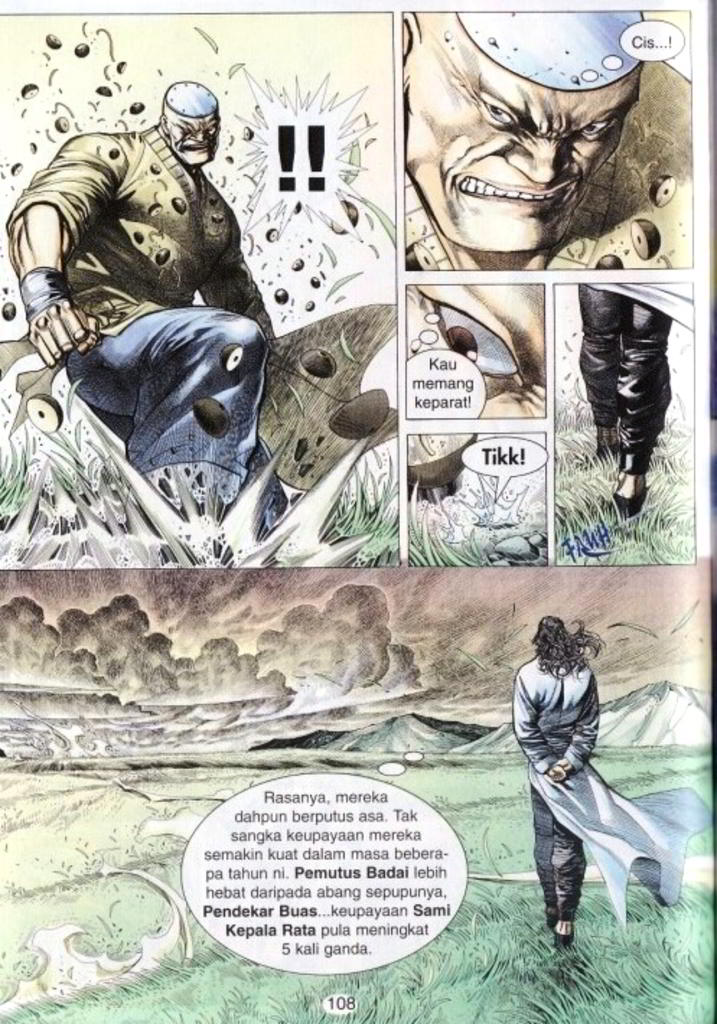 !!
Cis...!
Kau
memang
keparat!
Tikk!
Rasanya, mereka
dahpun berputus asa. Tak
sangka keupayaan mereka
semakin kuat dalam masa bebera-
pa tahun ni. Pemutus Badai lebih
hebat daripada abang sepupunya,
Pendekar Buas...keupayaan Sami
Kepala Rata pula meningkat
5 kali ganda.
108